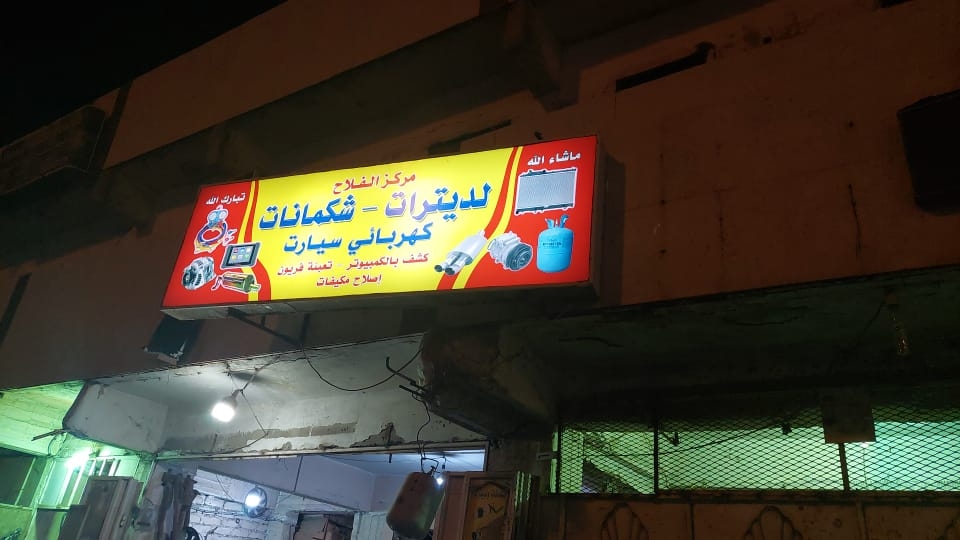 ماشاء الله
تبارك الله
مركز الفلاح
لديترات - شكمانات
كهربائي سيارت
كشف بالكمبيوتر - تعبئة فريون
إصلاح مكيفات